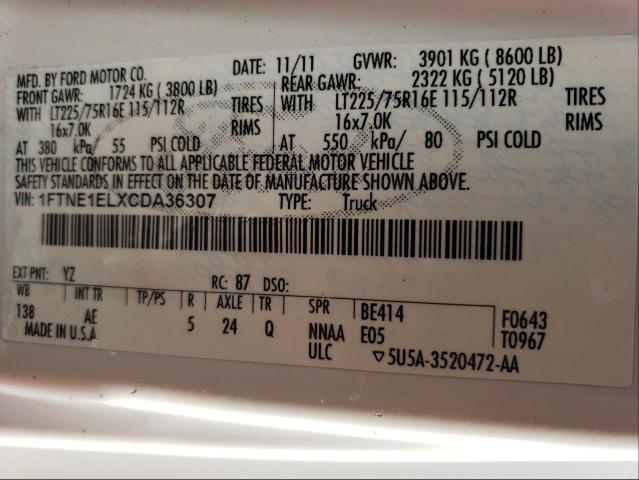 MFD. BY FORD MOTOR CO.
DATE: 11/11 GVWR: 3901 KG ( 8600 LB)
FRONT GAWR: 1724 KG ( 3800 LB) REAR GAWR: 2322 KG ( 5120 LB)
WITH LT225/75R16E 115/112R TIRES WITH LT225/75R16E 115/112R TIRES
16x7.0K RIMS 16x7.0K RIMS
AT 380 kPa/ 55 PSI COLD AT 550 kPa/ 80 PSI COLD
THIS VEHICLE CONFORMS TO ALL APPLICABLE FEDERAL MOTOR VEHICLE
SAFETY STANDARDS IN EFFECT ON THE DATE OF MANUFACTURE SHOWN ABOVE.
VIN: 1FTNE1ELXCDA36307 TYPE: Truck
EXT PNT: YZ RC: 87 DSO:
WB INT TR TP/PS R AXLE TR SPR BE414 F0643
138 AE 5 24 Q NNAA E05 T0967
MADE IN U.S.A. ULC ▽5U5A-3520472-AA